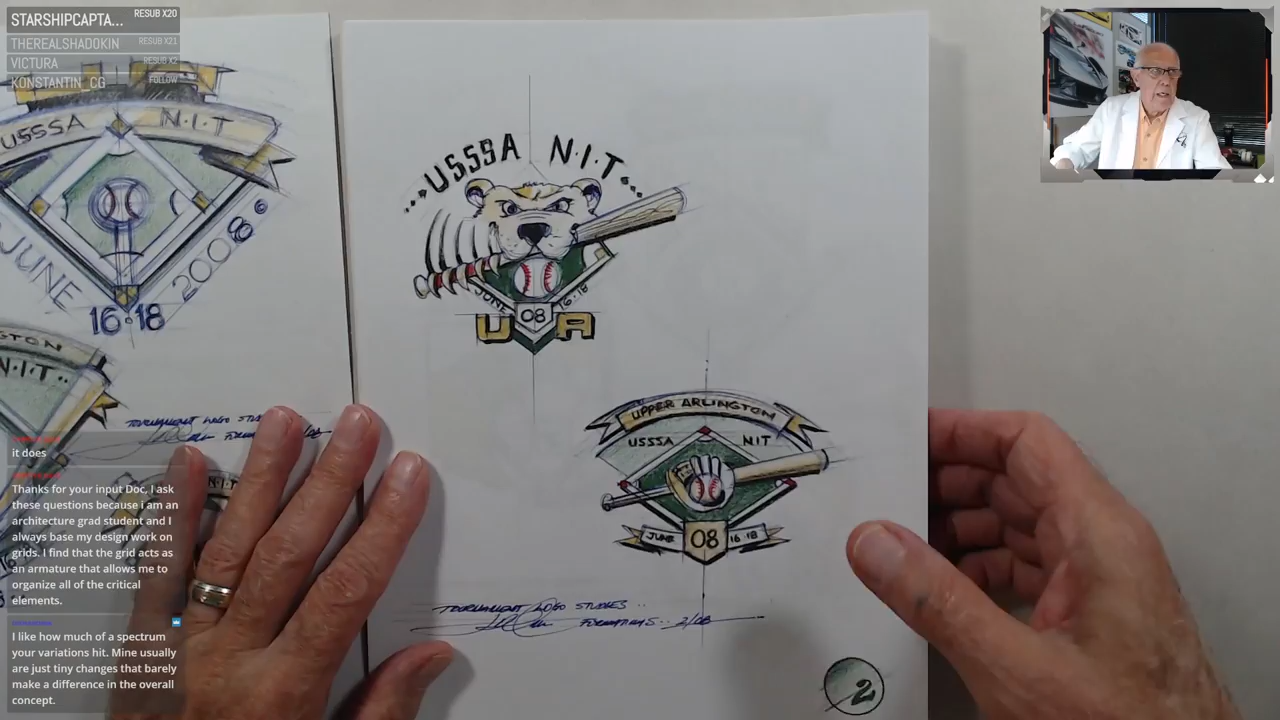 STARSHIPCAPTA... RESUB X20
THEREALSHADOKIN RESUB X21
VICTURA RESUB X2
KONSTANTIN_CG FOLLOW
USSSA N.I.T
JUNE 2008
16·18
N·I·T··
USSSA N·I·T
JUNE 16·18
08
U A
UPPER ARLINGTON
USSSA NIT
JUNE 08 16·18
TOURNAMENT LOGO STUDIES..
2/08
2
it does
Thanks for your input Doc, I ask
these questions because i am an
architecture grad student and I
always base my design work on
grids. I find that the grid acts as
an armature that allows me to
organize all of the critical
elements.
I like how much of a spectrum
your variations hit. Mine usually
are just tiny changes that barely
make a difference in the overall
concept.